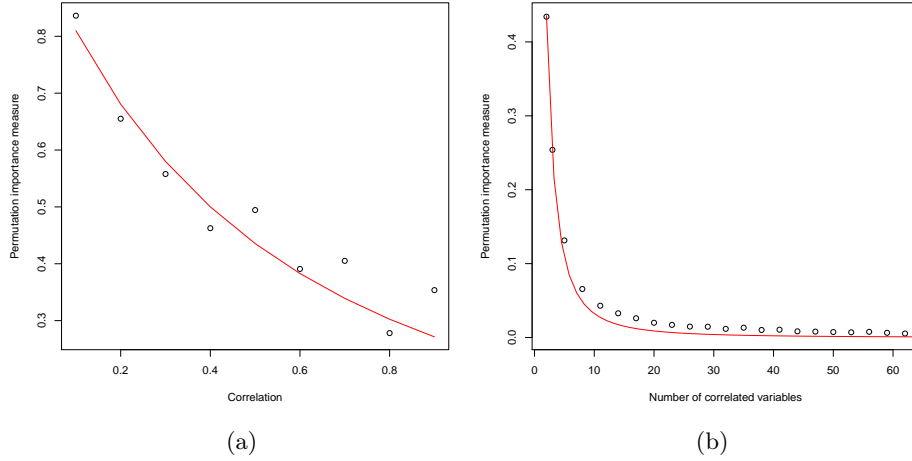 0.8
0.7
0.6
0.5
0.4
0.3
Permutation importance measure
0.2 0.4 0.6 0.8
Correlation
(a)
0.4
0.3
0.2
0.1
0.0
Permutation importance measure
0 10 20 30 40 50 60
Number of correlated variables
(b)